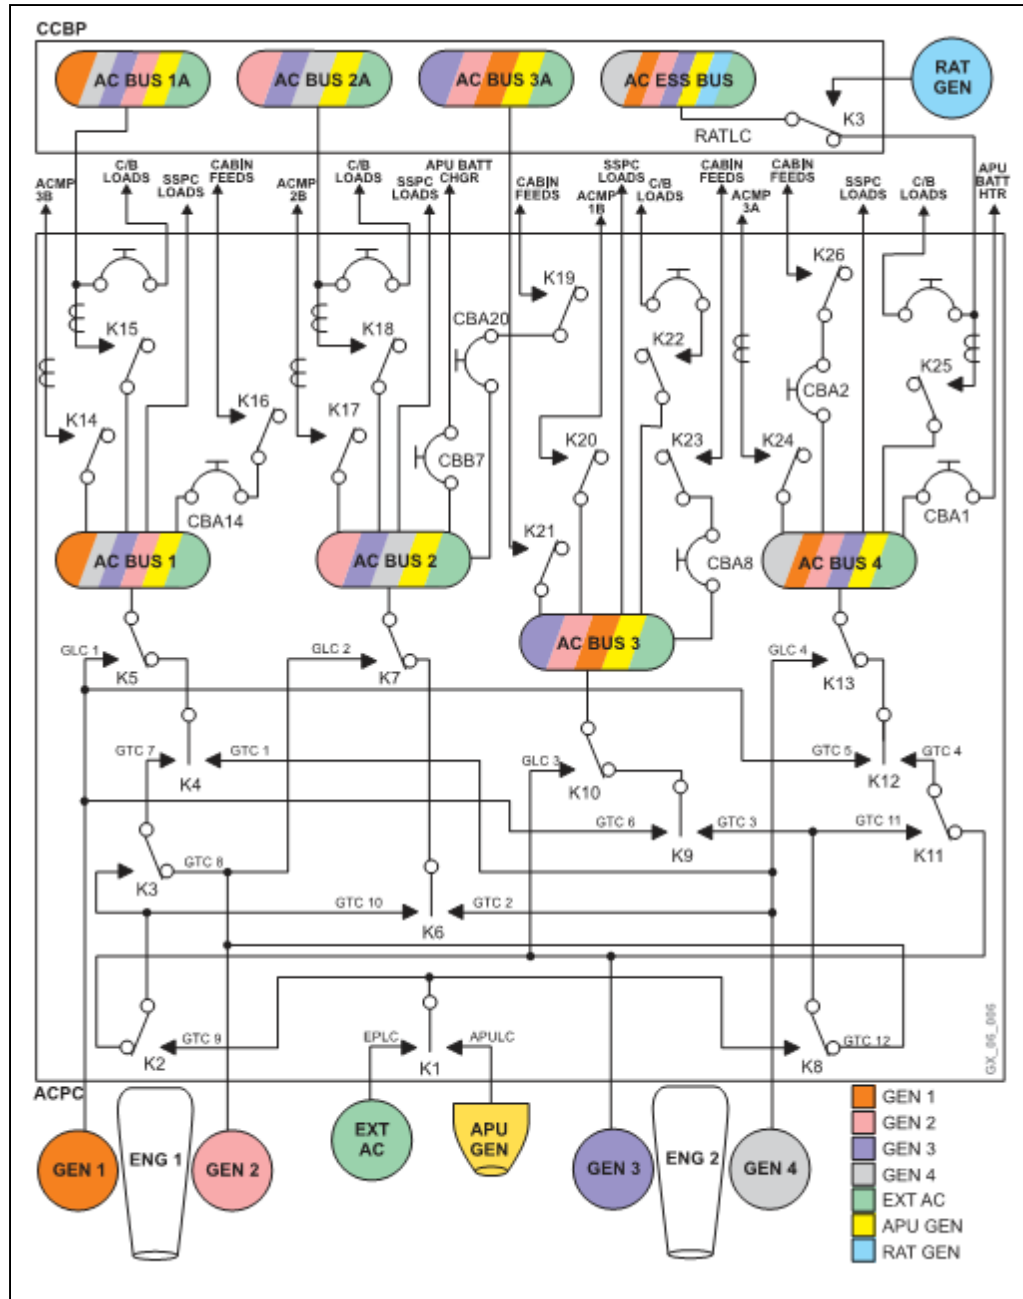 CCBP
AC BUS 1A
AC BUS 2A
AC BUS 3A
AC ESS BUS
RAT
GEN
K3
RATLC
ACMP
3B
C/B
LOADS
SSPC
LOADS
CABIN
FEEDS
ACMP
2B
C/B
LOADS
SSPC
LOADS
APU BATT
CHGR
CABIN
FEEDS
ACMP
1B
SSPC
LOADS
C/B
LOADS
CABIN
FEEDS
ACMP
3A
CABIN
FEEDS
SSPC
LOADS
C/B
LOADS
APU
BATT
HTR
K15
K18
K19
CBA20
K22
K26
K25
CBA2
K14
K16
K17
CBB7
K20
K23
K24
CBA14
CBA1
K21
CBA8
AC BUS 1
AC BUS 2
AC BUS 3
AC BUS 4
GLC 1
K5
GLC 2
K7
GLC 4
K13
GTC 7
GTC 1
K4
GLC 3
K10
GTC 5
GTC 4
K12
GTC 6
GTC 3
K9
GTC 11
K11
GTC 8
K3
GTC 10
GTC 2
K6
GTC 9
K2
EPLC
APULC
K1
GTC 12
K8
GX_06_006
ACPC
GEN 1
ENG 1
GEN 2
EXT
AC
APU
GEN
GEN 3
ENG 2
GEN 4
GEN 1
GEN 2
GEN 3
GEN 4
EXT AC
APU GEN
RAT GEN